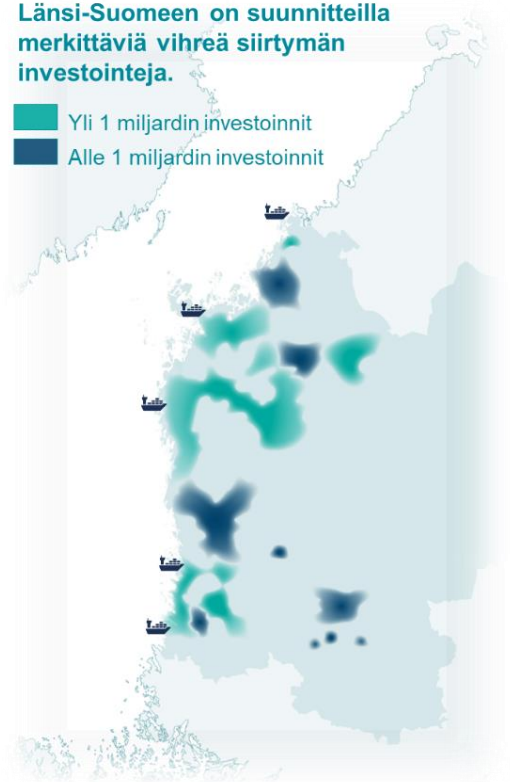 Länsi-Suomeen on suunnitteilla
merkittäviä vihreä siirtymän
investointeja.
Yli 1 miljardin investoinnit
Alle 1 miljardin investoinnit